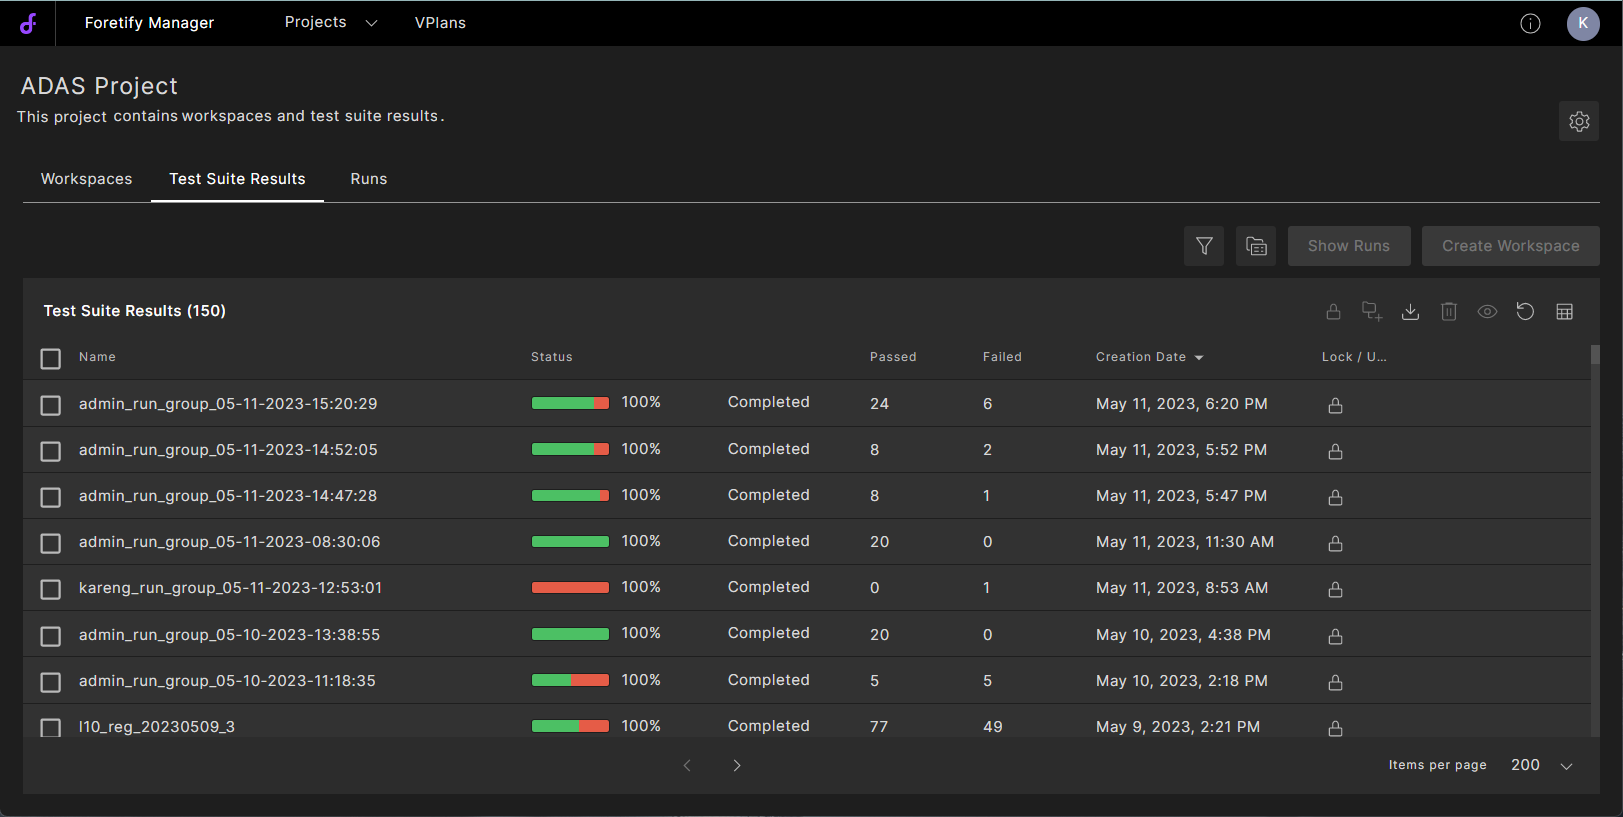 Foretify Manager Projects VPlans K
ADAS Project
This project contains workspaces and test suite results.
Workspaces Test Suite Results Runs
Show Runs Create Workspace
Test Suite Results (150)
Name Status Passed Failed Creation Date Lock / U...
admin_run_group_05-11-2023-15:20:29 100% Completed 24 6 May 11, 2023, 6:20 PM
admin_run_group_05-11-2023-14:52:05 100% Completed 8 2 May 11, 2023, 5:52 PM
admin_run_group_05-11-2023-14:47:28 100% Completed 8 1 May 11, 2023, 5:47 PM
admin_run_group_05-11-2023-08:30:06 100% Completed 20 0 May 11, 2023, 11:30 AM
kareng_run_group_05-11-2023-12:53:01 100% Completed 0 1 May 11, 2023, 8:53 AM
admin_run_group_05-10-2023-13:38:55 100% Completed 20 0 May 10, 2023, 4:38 PM
admin_run_group_05-10-2023-11:18:35 100% Completed 5 5 May 10, 2023, 2:18 PM
l10_reg_20230509_3 100% Completed 77 49 May 9, 2023, 2:21 PM
Items per page 200